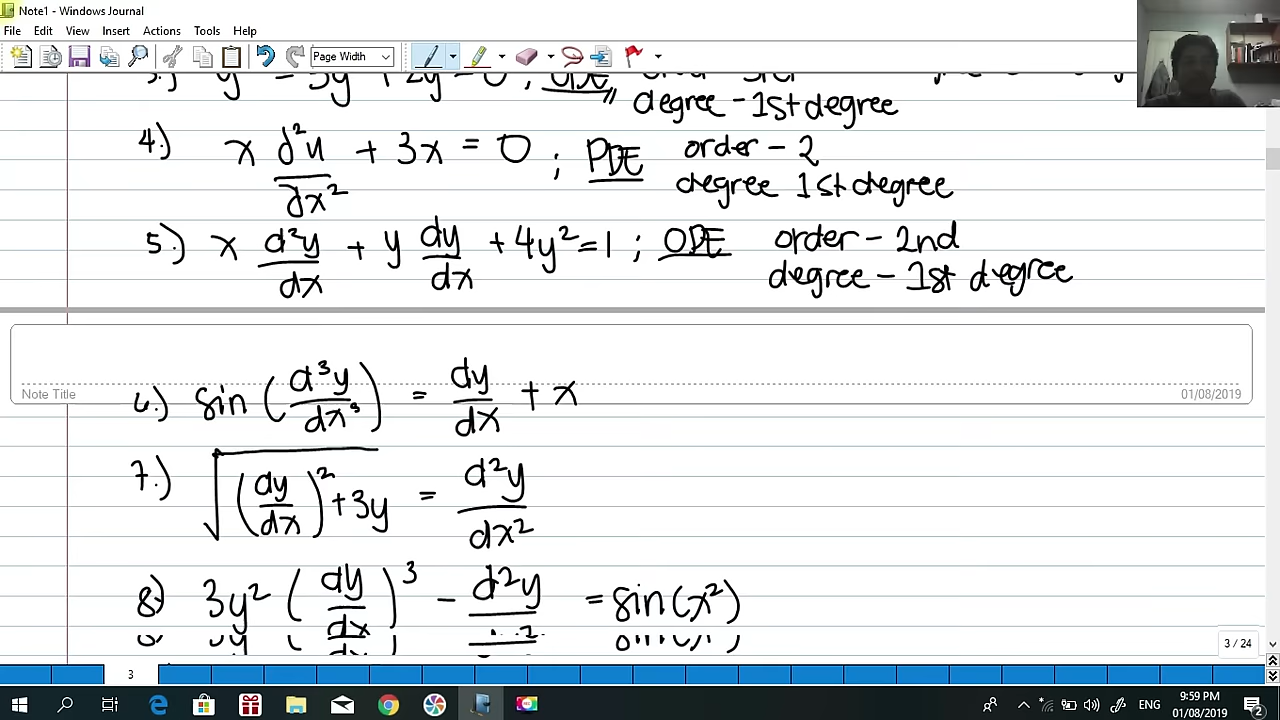 Note1 - Windows Journal
File Edit View Insert Actions Tools Help
Page Width
degree - 1st degree
4.) x ∂²u/∂x² + 3x = 0 ; PDE order - 2
degree 1st degree
5.) x d²y/dx + y dy/dx + 4y² = 1 ; ODE order - 2nd
degree - 1st degree
Note Title 01/08/2019
6.) sin (d³y/dx³) = dy/dx + x
7.) √((dy/dx)² + 3y) = d²y/dx²
8.) 3y² (dy/dx)³ - d²y = sin(x²)
3 / 24
3
ENG
9:59 PM
01/08/2019
2